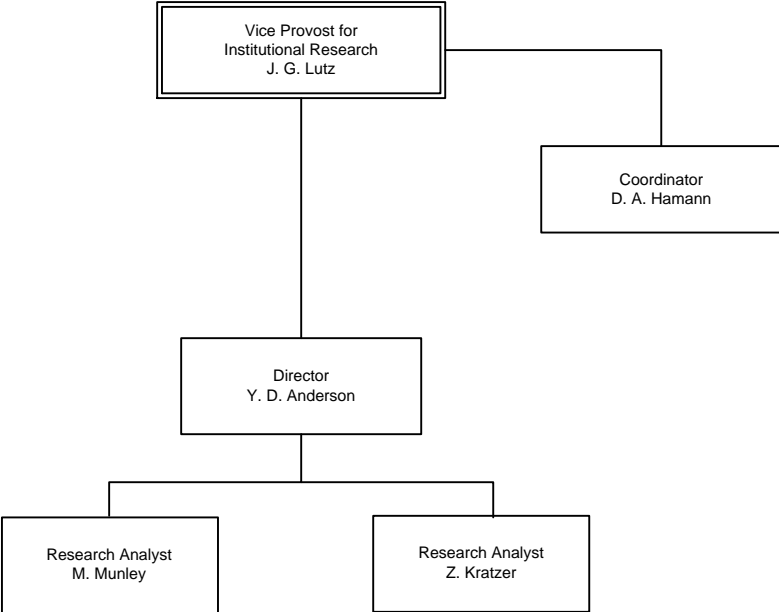 Vice Provost for
Institutional Research
J. G. Lutz
Coordinator
D. A. Hamann
Director
Y. D. Anderson
Research Analyst
M. Munley
Research Analyst
Z. Kratzer